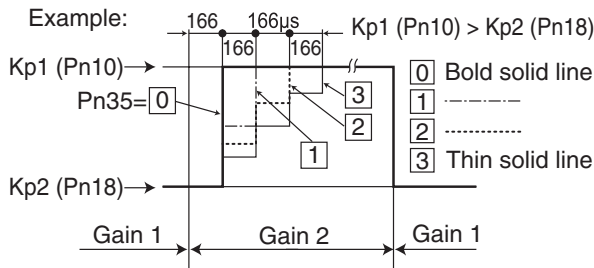 Example:
166 166µs
166 166
Kp1 (Pn10) > Kp2 (Pn18)
Kp1 (Pn10)
Pn35= 0
3
2
1
0 Bold solid line
1
2
3 Thin solid line
Kp2 (Pn18)
Gain 1 Gain 2 Gain 1